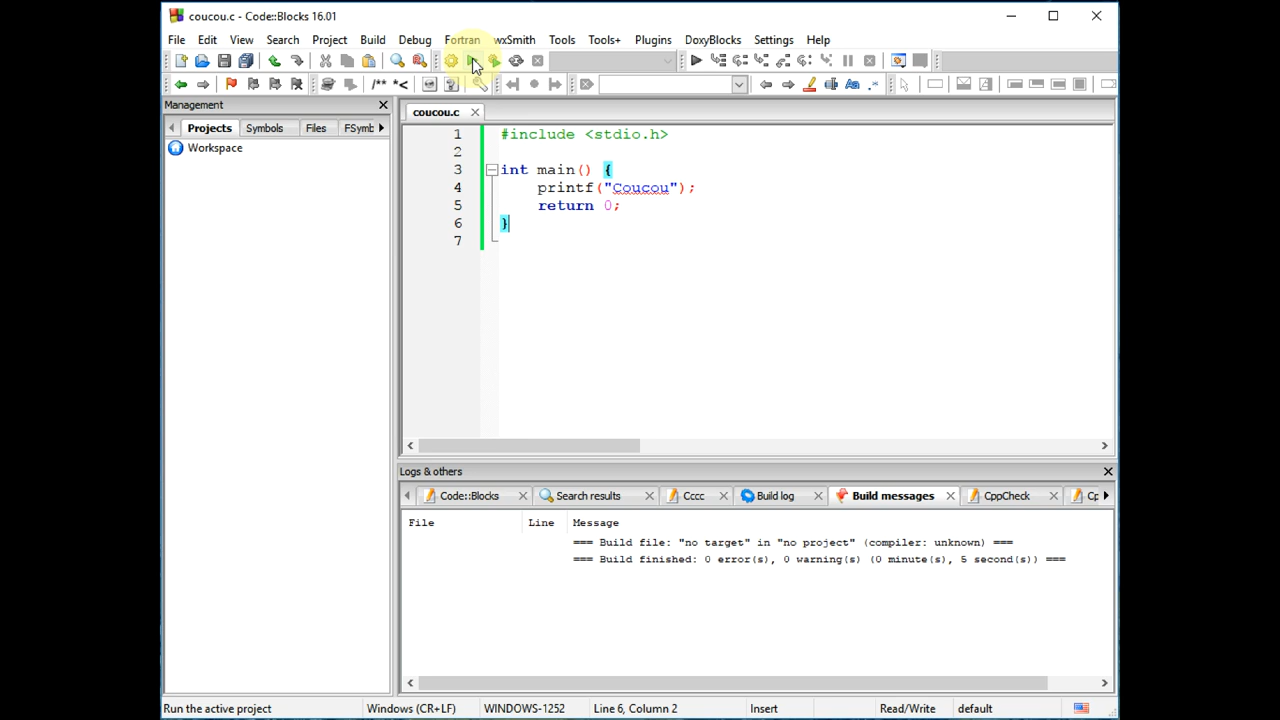 coucou.c - Code::Blocks 16.01
File Edit View Search Project Build Debug Fortran wxSmith Tools Tools+ Plugins DoxyBlocks Settings Help
/** *<
Management
Projects Symbols Files FSymb
Workspace
coucou.c
1 #include <stdio.h>
2
3 int main() {
4 printf("Coucou");
5 return 0;
6 }
7
Logs & others
Code::Blocks Search results Cccc Build log Build messages CppCheck Cp
File Line Message
=== Build file: "no target" in "no project" (compiler: unknown) ===
=== Build finished: 0 error(s), 0 warning(s) (0 minute(s), 5 second(s)) ===
Run the active project Windows (CR+LF) WINDOWS-1252 Line 6, Column 2 Insert Read/Write default